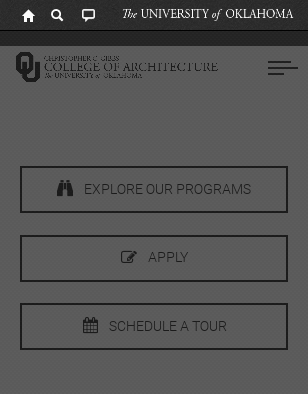 The UNIVERSITY of OKLAHOMA
CHRISTOPHER C. GIBBS
COLLEGE OF ARCHITECTURE
The UNIVERSITY of OKLAHOMA
EXPLORE OUR PROGRAMS
APPLY
SCHEDULE A TOUR